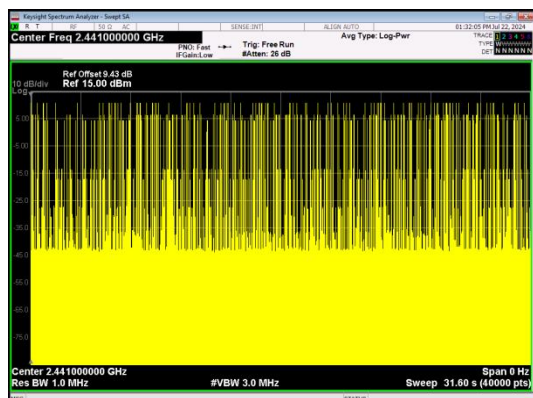 Keysight Spectrum Analyzer - Swept SA
R T RF 50 Ω AC SENSE:INT ALIGN AUTO 01:32:05 PM Jul 22, 2024
Center Freq 2.441000000 GHz Avg Type: Log-Pwr TRACE 1 2 3 4 5 6
PNO: Fast Trig: Free Run TYPE W
IFGain:Low #Atten: 26 dB DET N N N N N N
Ref Offset 9.43 dB
10 dB/div Ref 15.00 dBm
Log
5.00
-5.00
-15.0
-25.0
-35.0
-45.0
-55.0
-65.0
-75.0
Center 2.441000000 GHz Span 0 Hz
Res BW 1.0 MHz #VBW 3.0 MHz Sweep 31.60 s (40000 pts)